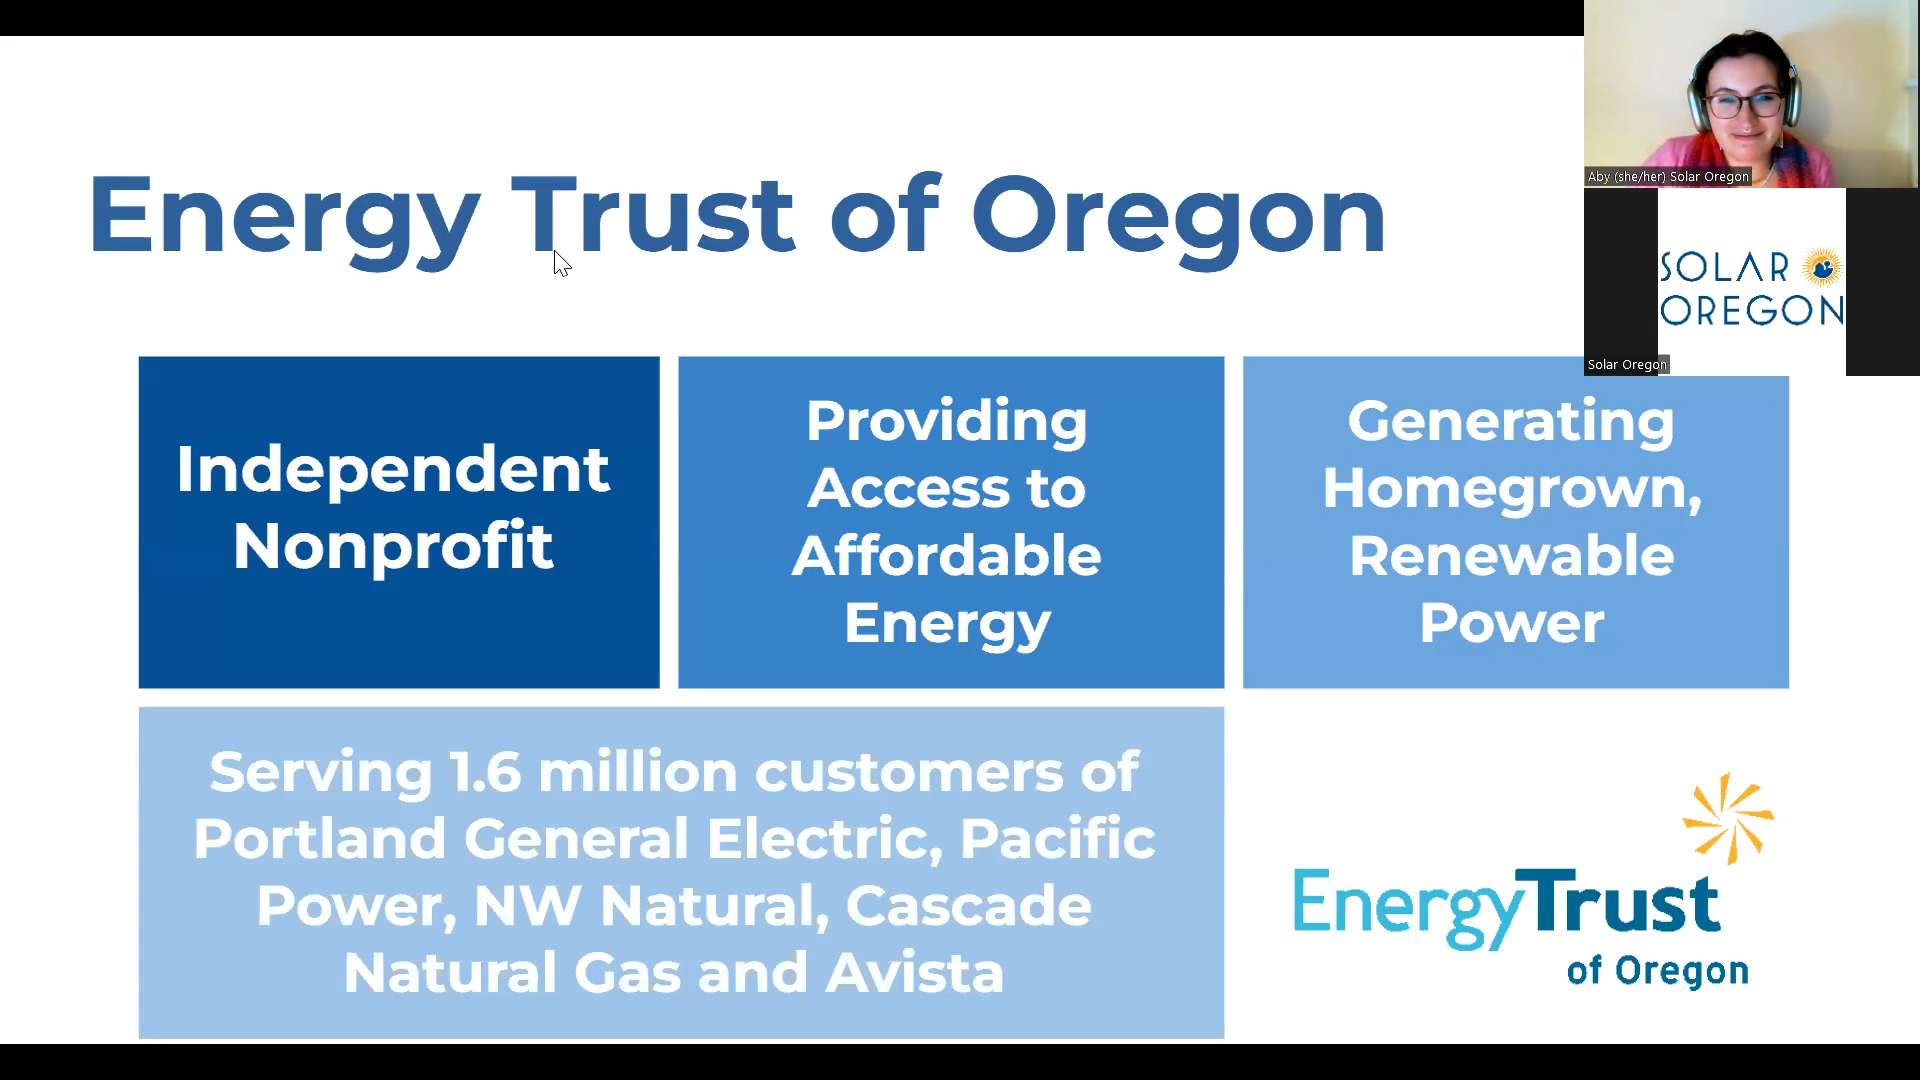 Energy Trust of Oregon
Aby (she/her) Solar Oregon
SOLAR
OREGON
Solar Oregon
Independent
Nonprofit
Providing
Access to
Affordable
Energy
Generating
Homegrown,
Renewable
Power
Serving 1.6 million customers of
Portland General Electric, Pacific
Power, NW Natural, Cascade
Natural Gas and Avista
EnergyTrust
of Oregon